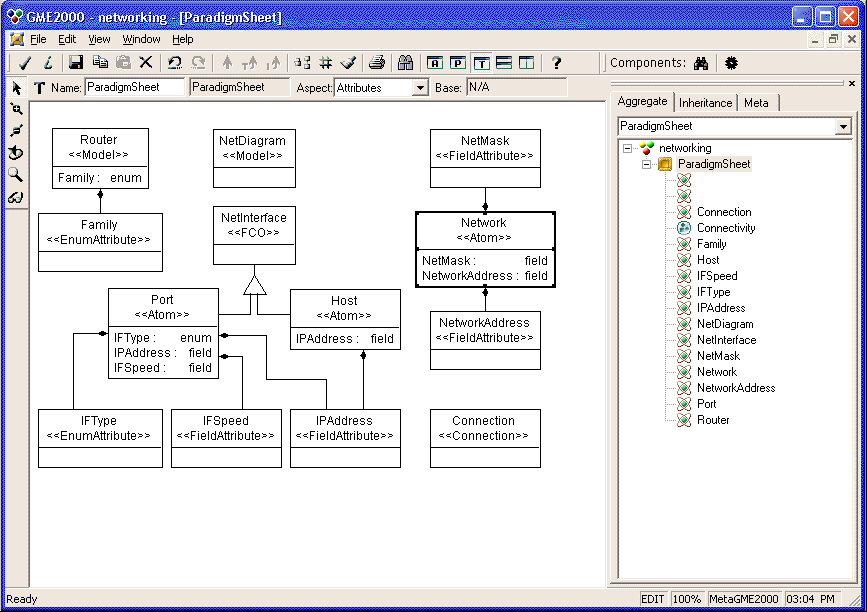 GME2000 - networking - [ParadigmSheet]
File Edit View Window Help
A P T ? Components:
T Name: ParadigmSheet ParadigmSheet Aspect: Attributes Base: N/A
Aggregate Inheritance Meta
ParadigmSheet
networking
ParadigmSheet
Connection
Connectivity
Family
Host
IFSpeed
IFType
IPAddress
NetDiagram
NetInterface
NetMask
Network
NetworkAddress
Port
Router
Router
<<Model>>
Family : enum
NetDiagram
<<Model>>
NetMask
<<FieldAttribute>>
Family
<<EnumAttribute>>
NetInterface
<<FCO>>
Network
<<Atom>>
NetMask : field
NetworkAddress : field
Port
<<Atom>>
IFType : enum
IPAddress : field
IFSpeed : field
Host
<<Atom>>
IPAddress : field
NetworkAddress
<<FieldAttribute>>
IFType
<<EnumAttribute>>
IFSpeed
<<FieldAttribute>>
IPAddress
<<FieldAttribute>>
Connection
<<Connection>>
Ready EDIT 100% MetaGME2000 03:04 PM